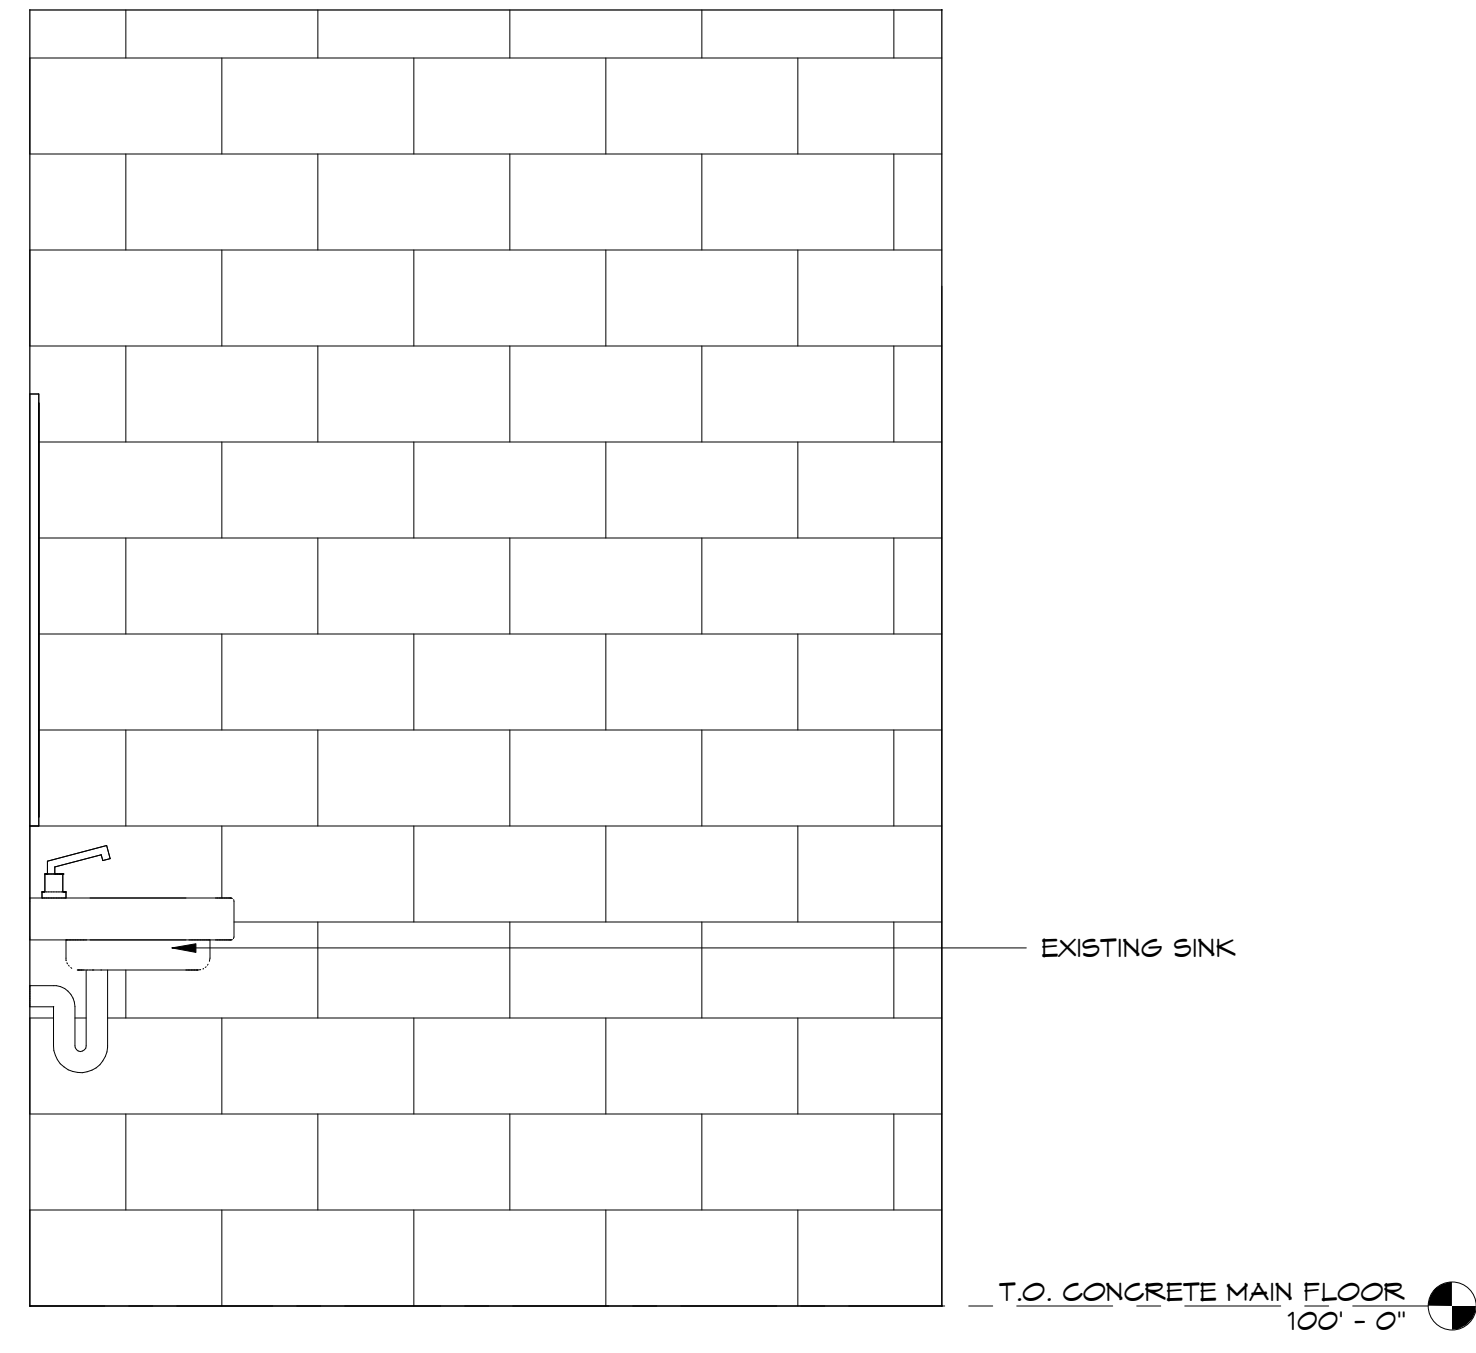 EXISTING SINK
T.O. CONCRETE MAIN FLOOR
100' - 0"